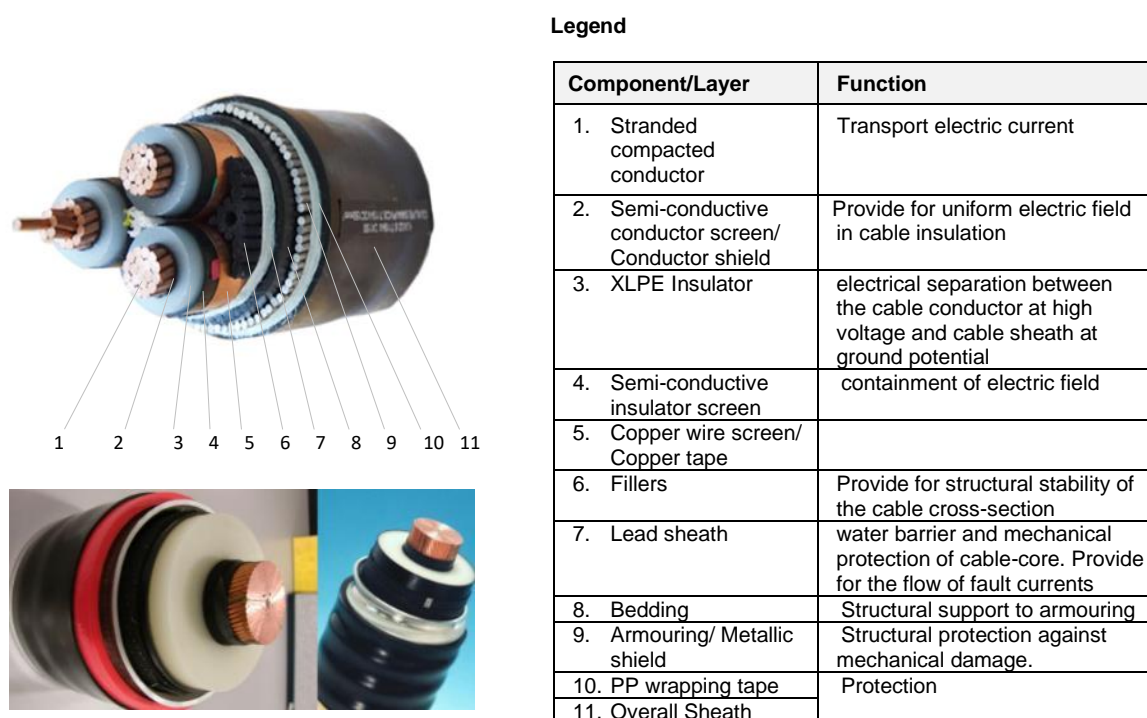 Legend
Component/Layer Function
1. Stranded compacted conductor Transport electric current
2. Semi-conductive conductor screen/ Conductor shield Provide for uniform electric field in cable insulation
3. XLPE Insulator electrical separation between the cable conductor at high voltage and cable sheath at ground potential
4. Semi-conductive insulator screen containment of electric field
5. Copper wire screen/ Copper tape
6. Fillers Provide for structural stability of the cable cross-section
7. Lead sheath water barrier and mechanical protection of cable-core. Provide for the flow of fault currents
8. Bedding Structural support to armouring
9. Armouring/ Metallic shield Structural protection against mechanical damage.
10. PP wrapping tape Protection
11. Overall Sheath
1 2 3 4 5 6 7 8 9 10 11